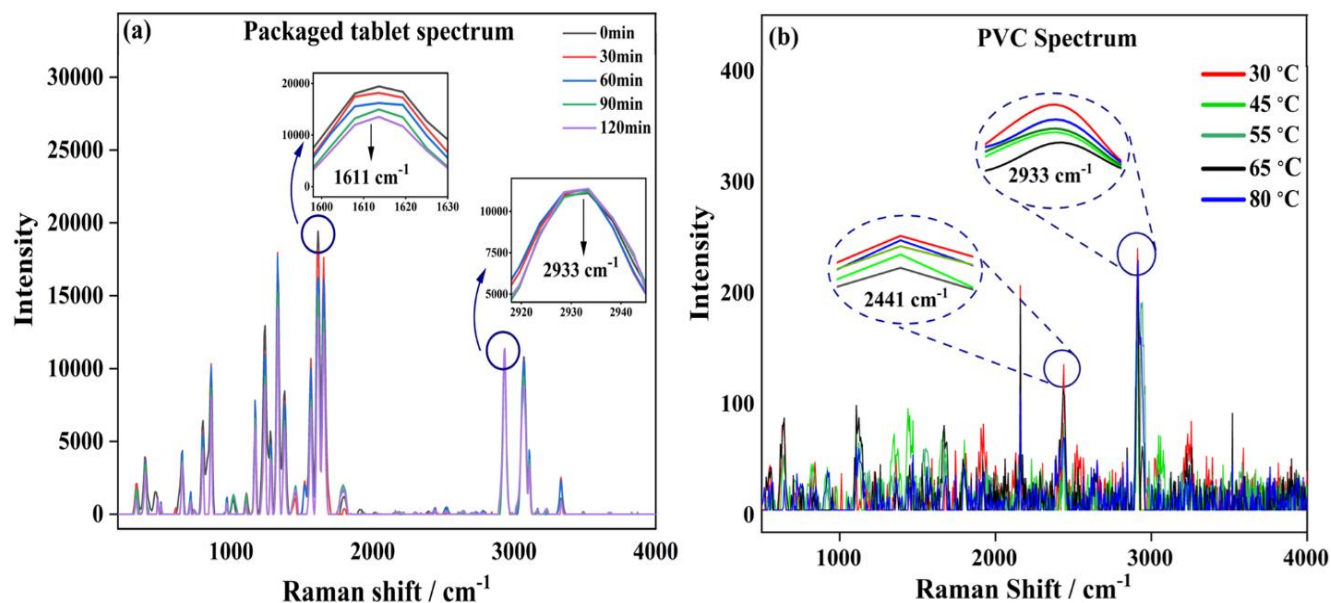 (a)
Packaged tablet spectrum
0min
30min
60min
90min
120min
30000
25000
20000
15000
10000
5000
0
20000
10000
0
1600 1610 1620 1630
1611 cm-1
10000
7500
5000
2920 2930 2940
2933 cm-1
1000 2000 3000 4000
Intensity
Raman shift / cm-1
(b)
PVC Spectrum
30 °C
45 °C
55 °C
65 °C
80 °C
400
300
200
100
0
2933 cm-1
2441 cm-1
1000 2000 3000 4000
Intensity
Raman Shift / cm-1